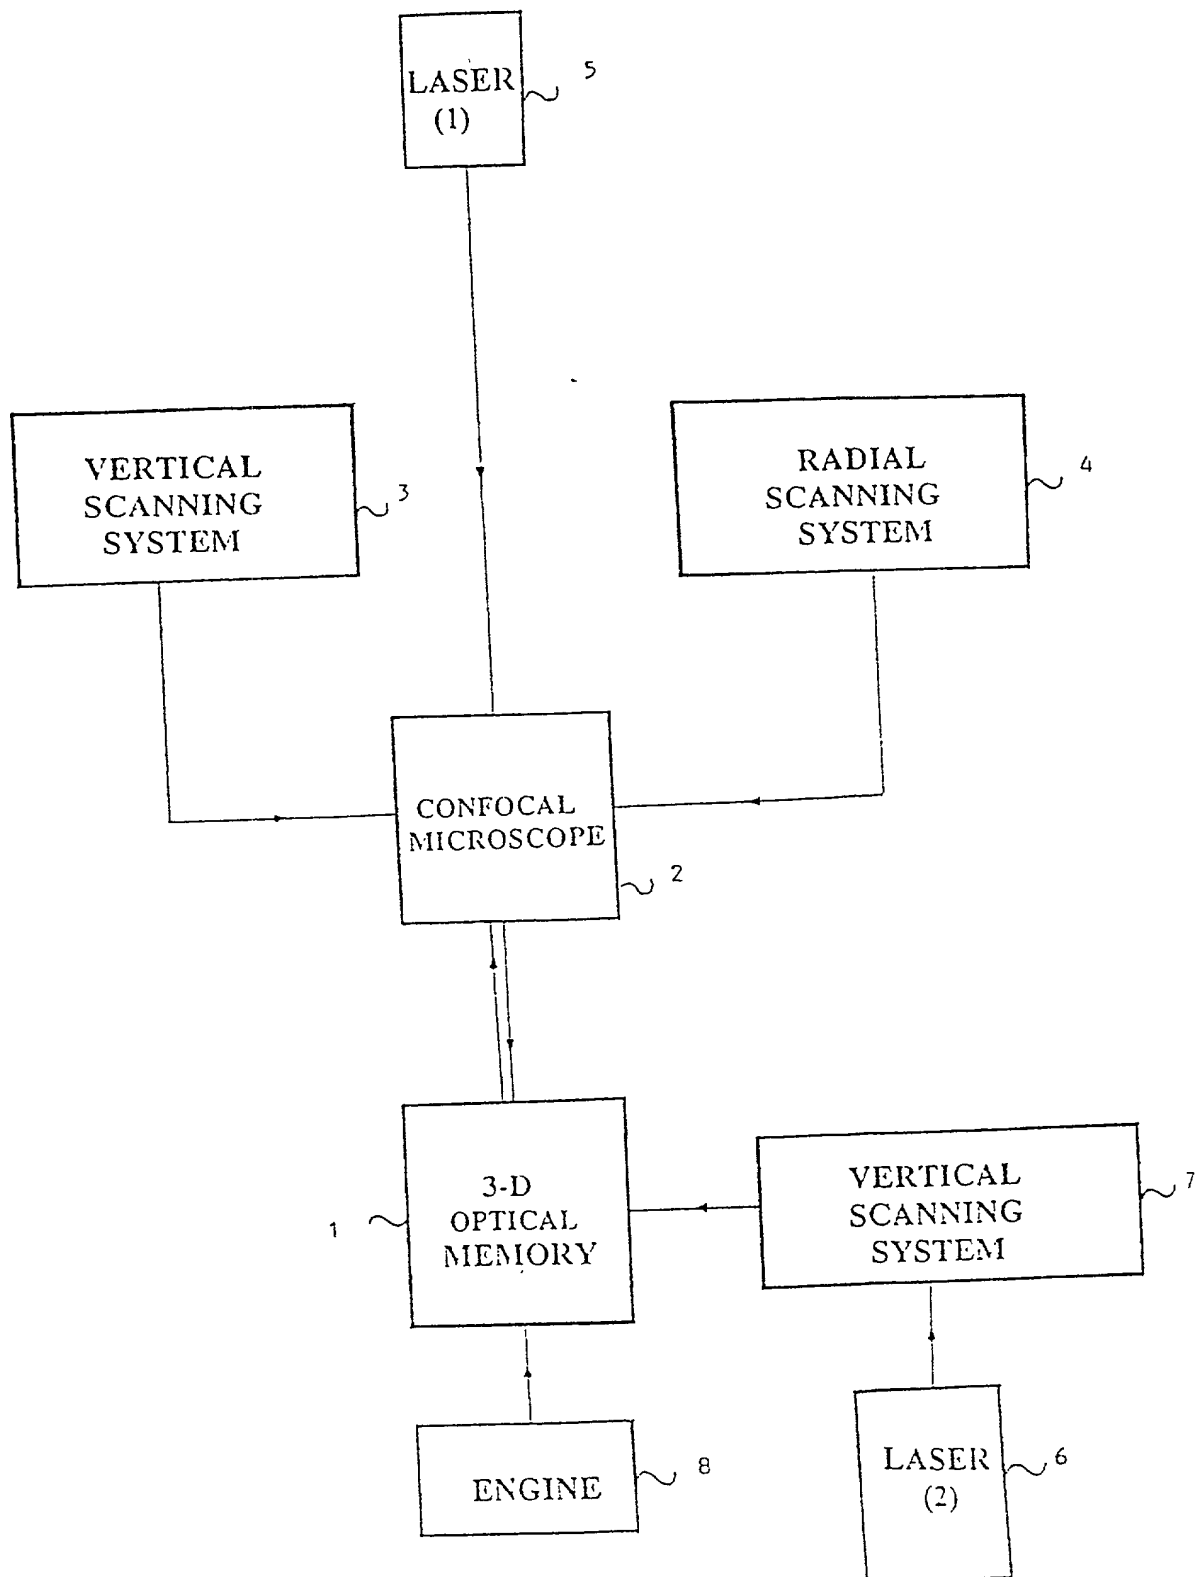 LASER
(1)
5
VERTICAL
SCANNING
SYSTEM
3
RADIAL
SCANNING
SYSTEM
4
CONFOCAL
MICROSCOPE
2
3-D
OPTICAL
MEMORY
1
VERTICAL
SCANNING
SYSTEM
7
ENGINE
8
LASER
(2)
6